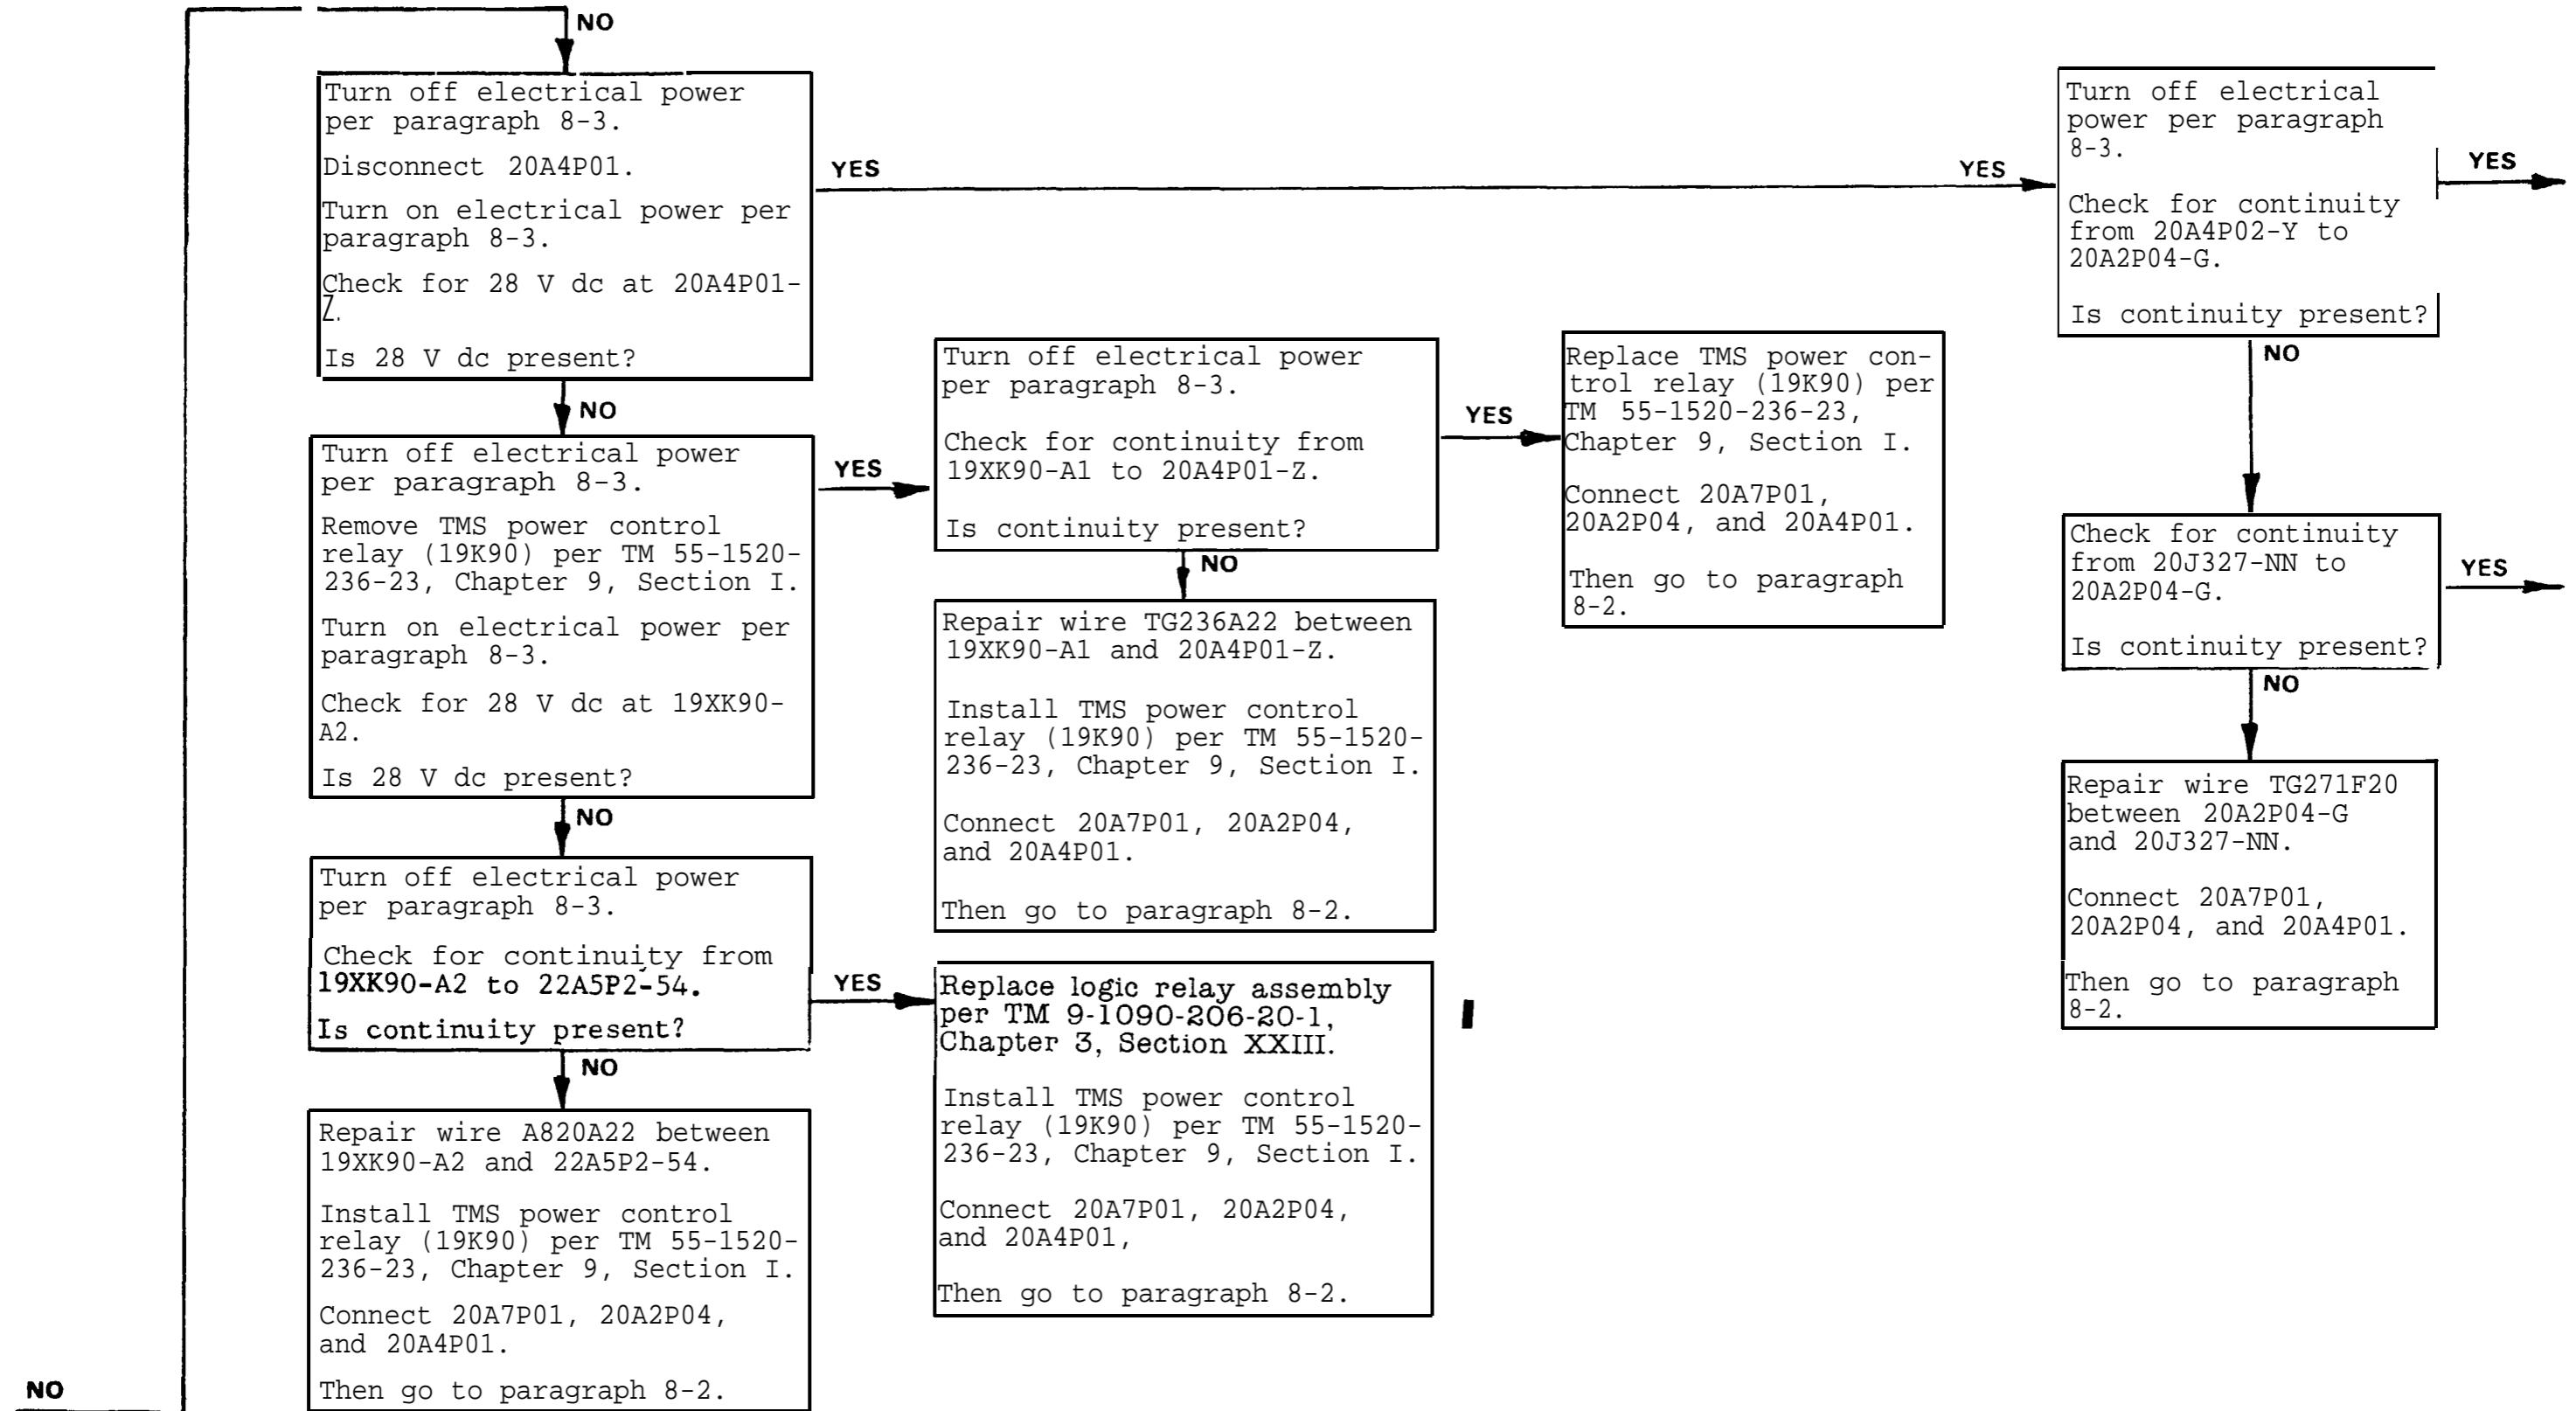 NO
Turn off electrical power
per paragraph 8-3.
Disconnect 20A4P01.
Turn on electrical power per
paragraph 8-3.
Check for 28 V dc at 20A4P01-
Z.
Is 28 V dc present?
YES
YES
Turn off electrical
power per paragraph
8-3.
Check for continuity
from 20A4P02-Y to
20A2P04-G.
Is continuity present?
YES
NO
NO
Turn off electrical power
per paragraph 8-3.
Remove TMS power control
relay (19K90) per TM 55-1520-
236-23, Chapter 9, Section I.
Turn on electrical power per
paragraph 8-3.
Check for 28 V dc at 19XK90-
A2.
Is 28 V dc present?
YES
Turn off electrical power
per paragraph 8-3.
Check for continuity from
19XK90-A1 to 20A4P01-Z.
Is continuity present?
YES
Replace TMS power con-
trol relay (19K90) per
TM 55-1520-236-23,
Chapter 9, Section I.
Connect 20A7P01,
20A2P04, and 20A4P01.
Then go to paragraph
8-2.
NO
Repair wire TG236A22 between
19XK90-A1 and 20A4P01-Z.
Install TMS power control
relay (19K90) per TM 55-1520-
236-23, Chapter 9, Section I.
Connect 20A7P01, 20A2P04,
and 20A4P01.
Then go to paragraph 8-2.
Check for continuity
from 20J327-NN to
20A2P04-G.
Is continuity present?
YES
NO
Repair wire TG271F20
between 20A2P04-G
and 20J327-NN.
Connect 20A7P01,
20A2P04, and 20A4P01.
Then go to paragraph
8-2.
NO
Turn off electrical power
per paragraph 8-3.
Check for continuity from
19XK90-A2 to 22A5P2-54.
Is continuity present?
YES
Replace logic relay assembly
per TM 9-1090-206-20-1,
Chapter 3, Section XXIII.
Install TMS power control
relay (19K90) per TM 55-1520-
236-23, Chapter 9, Section I.
Connect 20A7P01, 20A2P04,
and 20A4P01,
Then go to paragraph 8-2.
NO
Repair wire A820A22 between
19XK90-A2 and 22A5P2-54.
Install TMS power control
relay (19K90) per TM 55-1520-
236-23, Chapter 9, Section I.
Connect 20A7P01, 20A2P04,
and 20A4P01.
Then go to paragraph 8-2.
NO